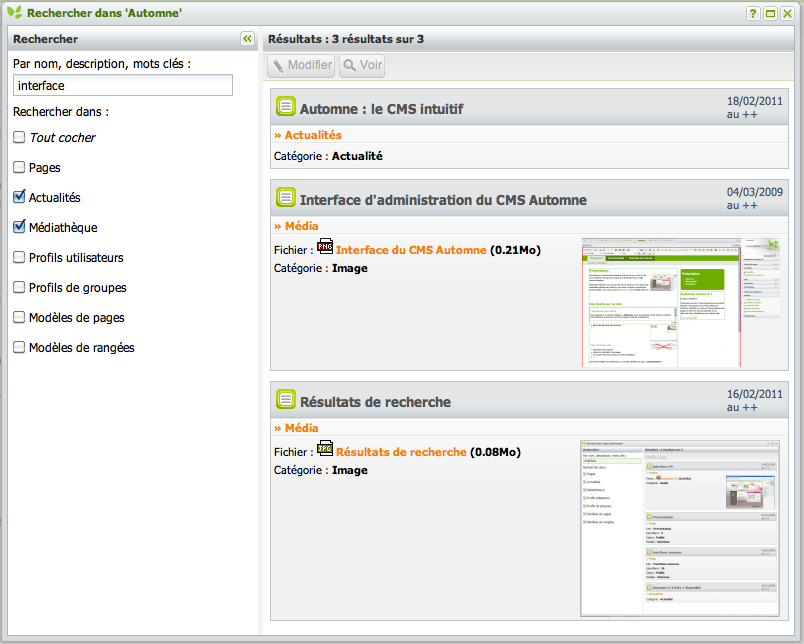 Rechercher dans 'Automne'
Rechercher
Par nom, description, mots clés :
interface
Rechercher dans :
Tout cocher
Pages
Actualités
Médiathèque
Profils utilisateurs
Profils de groupes
Modèles de pages
Modèles de rangées
Résultats : 3 résultats sur 3
Modifier Voir
Automne : le CMS intuitif 18/02/2011
au ++
» Actualités
Catégorie : Actualité
Interface d'administration du CMS Automne 04/03/2009
au ++
» Média
Fichier : PNG Interface du CMS Automne (0.21Mo)
Catégorie : Image
Résultats de recherche 16/02/2011
au ++
» Média
Fichier : JPG Résultats de recherche (0.08Mo)
Catégorie : Image